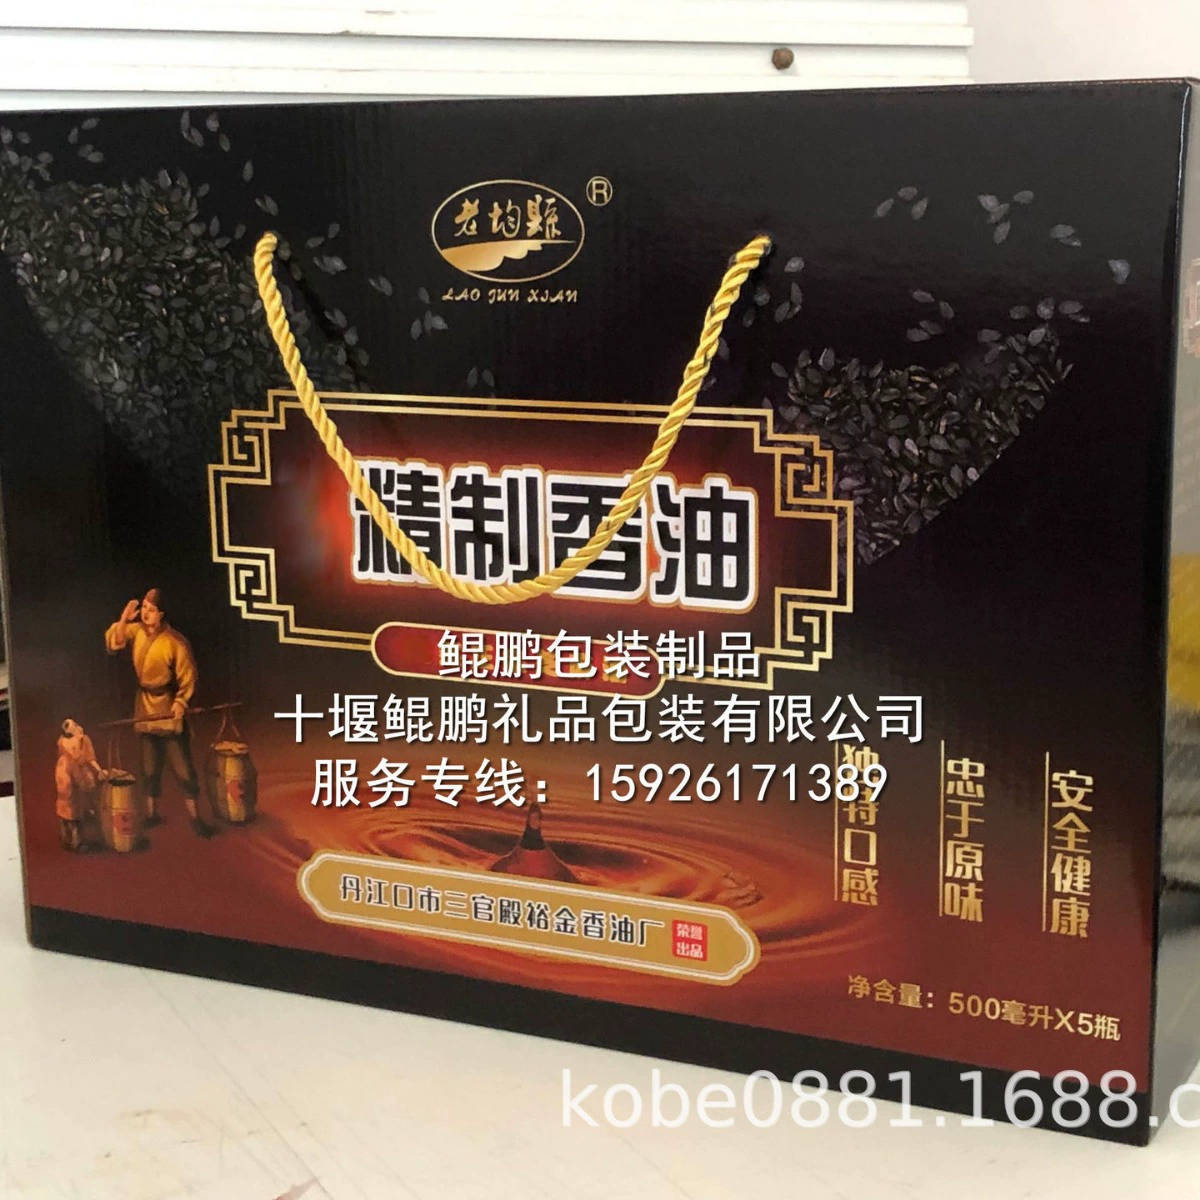 老均縣
®
LAO JUN XIAN
精制香油
鲲鹏包装制品
十堰鲲鹏礼品包装有限公司
服务专线：15926171389
独特口感
忠于原味
安全健康
丹江口市三官殿裕金香油厂
荣誉
出品
净含量：500毫升X5瓶
kobe0881.1688.c